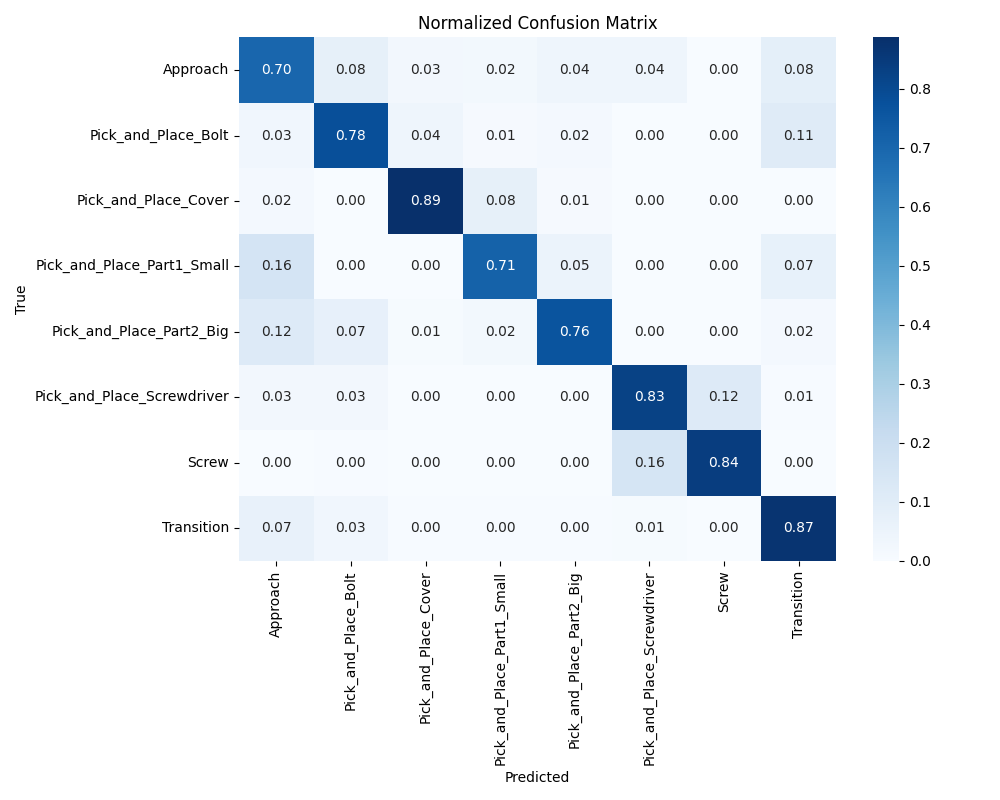 Normalized Confusion Matrix
Approach 0.70 0.08 0.03 0.02 0.04 0.04 0.00 0.08
Pick_and_Place_Bolt 0.03 0.78 0.04 0.01 0.02 0.00 0.00 0.11
Pick_and_Place_Cover 0.02 0.00 0.89 0.08 0.01 0.00 0.00 0.00
Pick_and_Place_Part1_Small 0.16 0.00 0.00 0.71 0.05 0.00 0.00 0.07
Pick_and_Place_Part2_Big 0.12 0.07 0.01 0.02 0.76 0.00 0.00 0.02
Pick_and_Place_Screwdriver 0.03 0.03 0.00 0.00 0.00 0.83 0.12 0.01
Screw 0.00 0.00 0.00 0.00 0.00 0.16 0.84 0.00
Transition 0.07 0.03 0.00 0.00 0.00 0.01 0.00 0.87
True
Approach
Pick_and_Place_Bolt
Pick_and_Place_Cover
Pick_and_Place_Part1_Small
Pick_and_Place_Part2_Big
Pick_and_Place_Screwdriver
Screw
Transition
Predicted
0.8
0.7
0.6
0.5
0.4
0.3
0.2
0.1
0.0